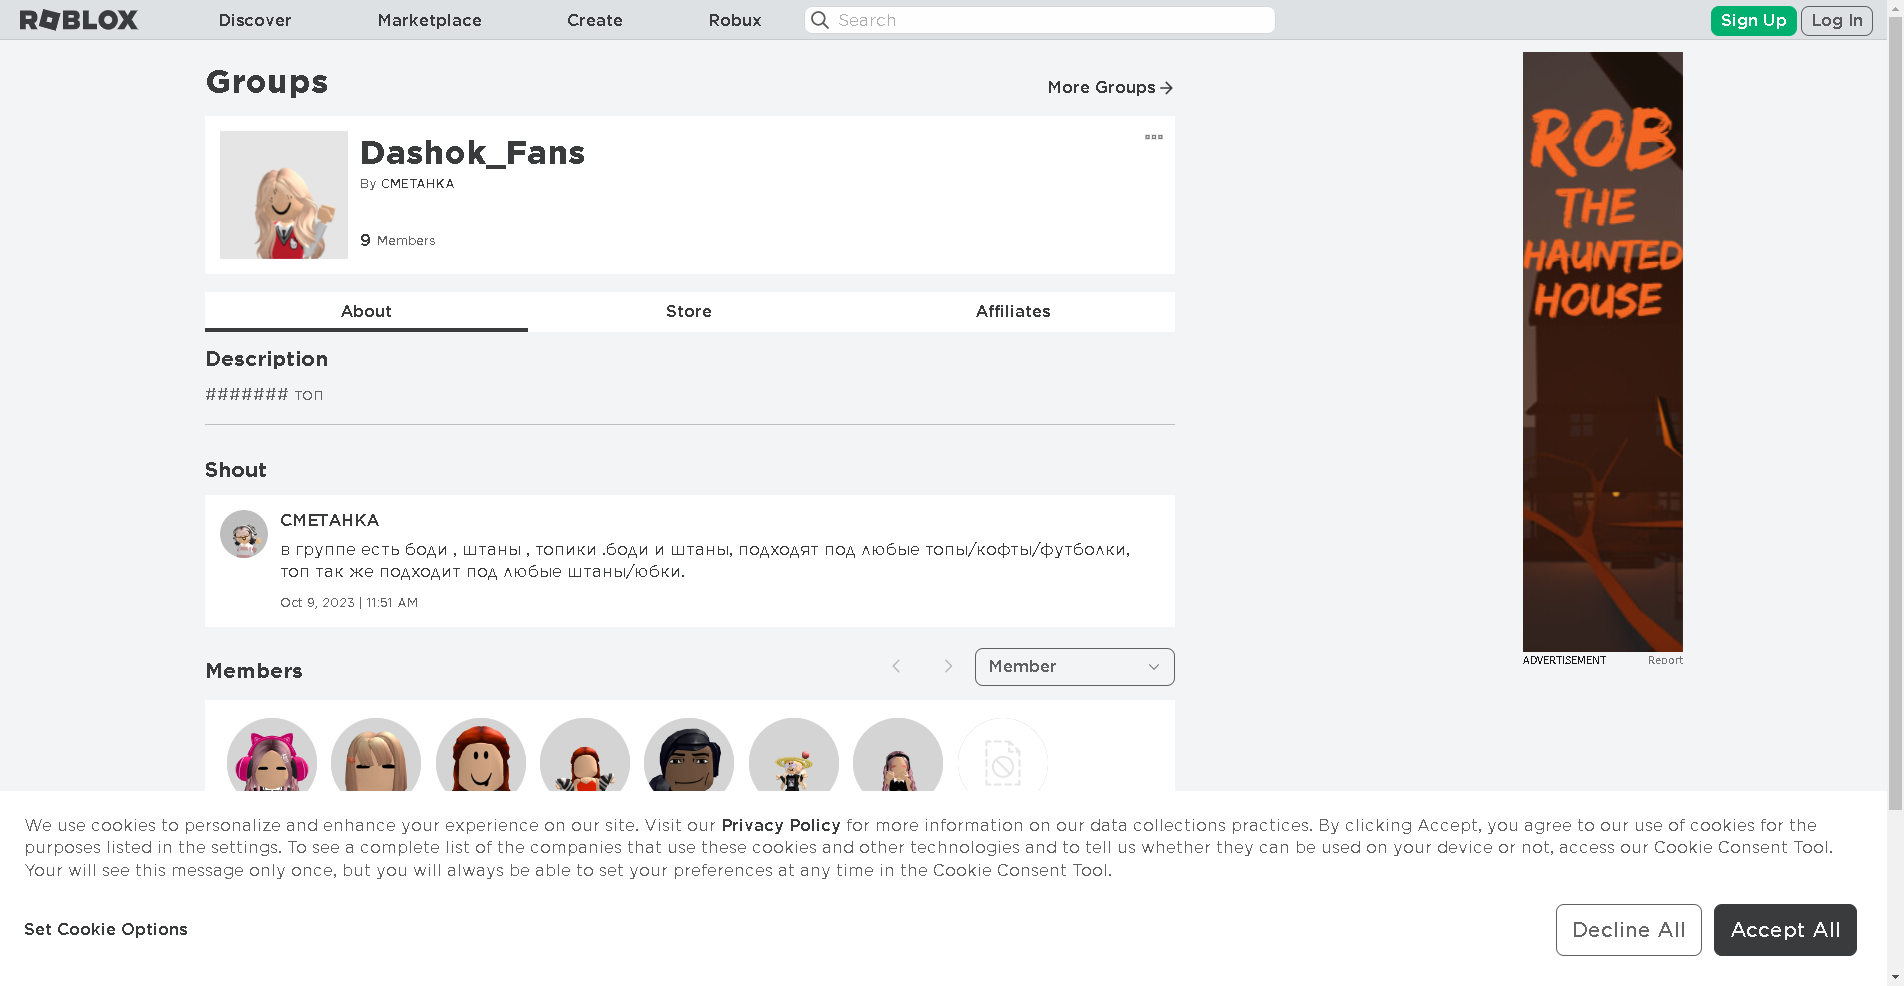 ROBLOX
Discover
Marketplace
Create
Robux
Search
Sign Up
Log In
Groups
More Groups
Dashok_Fans
By СМЕТАНКА
9 Members
About
Store
Affiliates
Description
####### топ
Shout
СМЕТАНКА
в группе есть боди , штаны , топики .боди и штаны, подходят под любые топы/кофты/футболки,
топ так же подходит под любые штаны/юбки.
Oct 9, 2023 | 11:51 AM
Members
Member
ROB
THE
HAUNTED
HOUSE
ADVERTISEMENT
Report
We use cookies to personalize and enhance your experience on our site. Visit our Privacy Policy for more information on our data collections practices. By clicking Accept, you agree to our use of cookies for the
purposes listed in the settings. To see a complete list of the companies that use these cookies and other technologies and to tell us whether they can be used on your device or not, access our Cookie Consent Tool.
Your will see this message only once, but you will always be able to set your preferences at any time in the Cookie Consent Tool.
Set Cookie Options
Decline All
Accept All